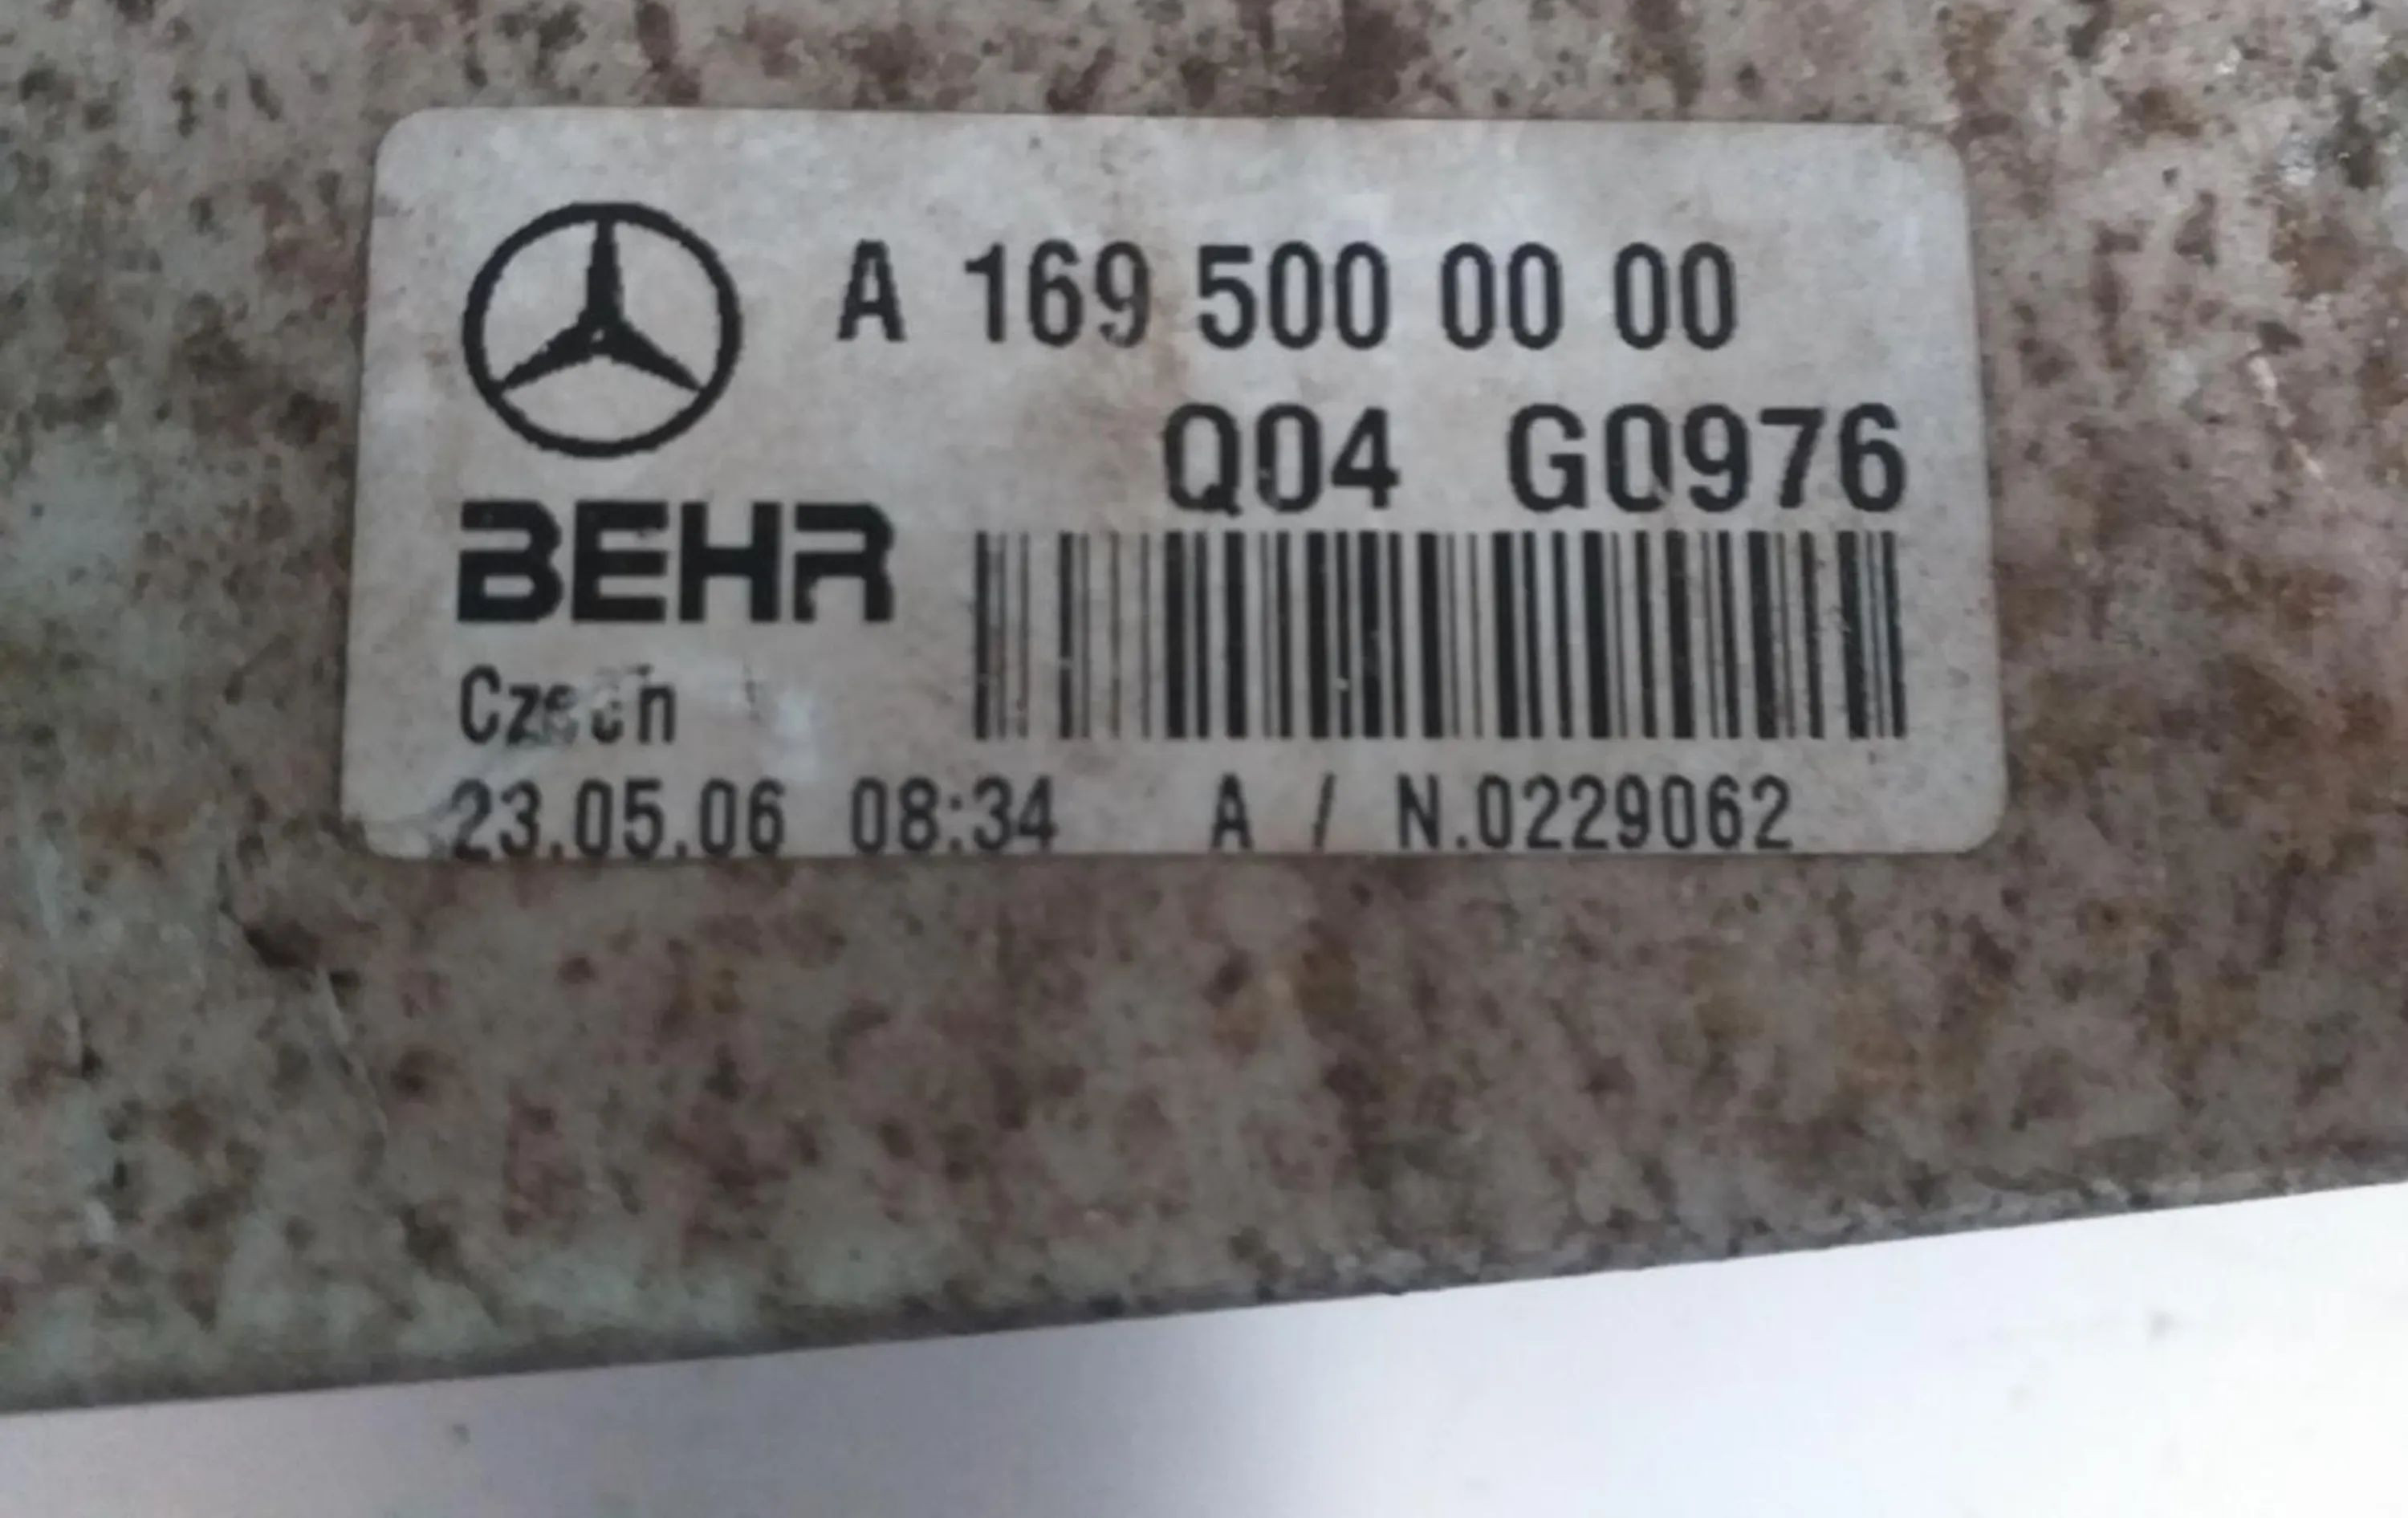 A 169 500 00 00
Q04 G0976
BEHR
Czech
23.05.06 08:34 A / N.0229062